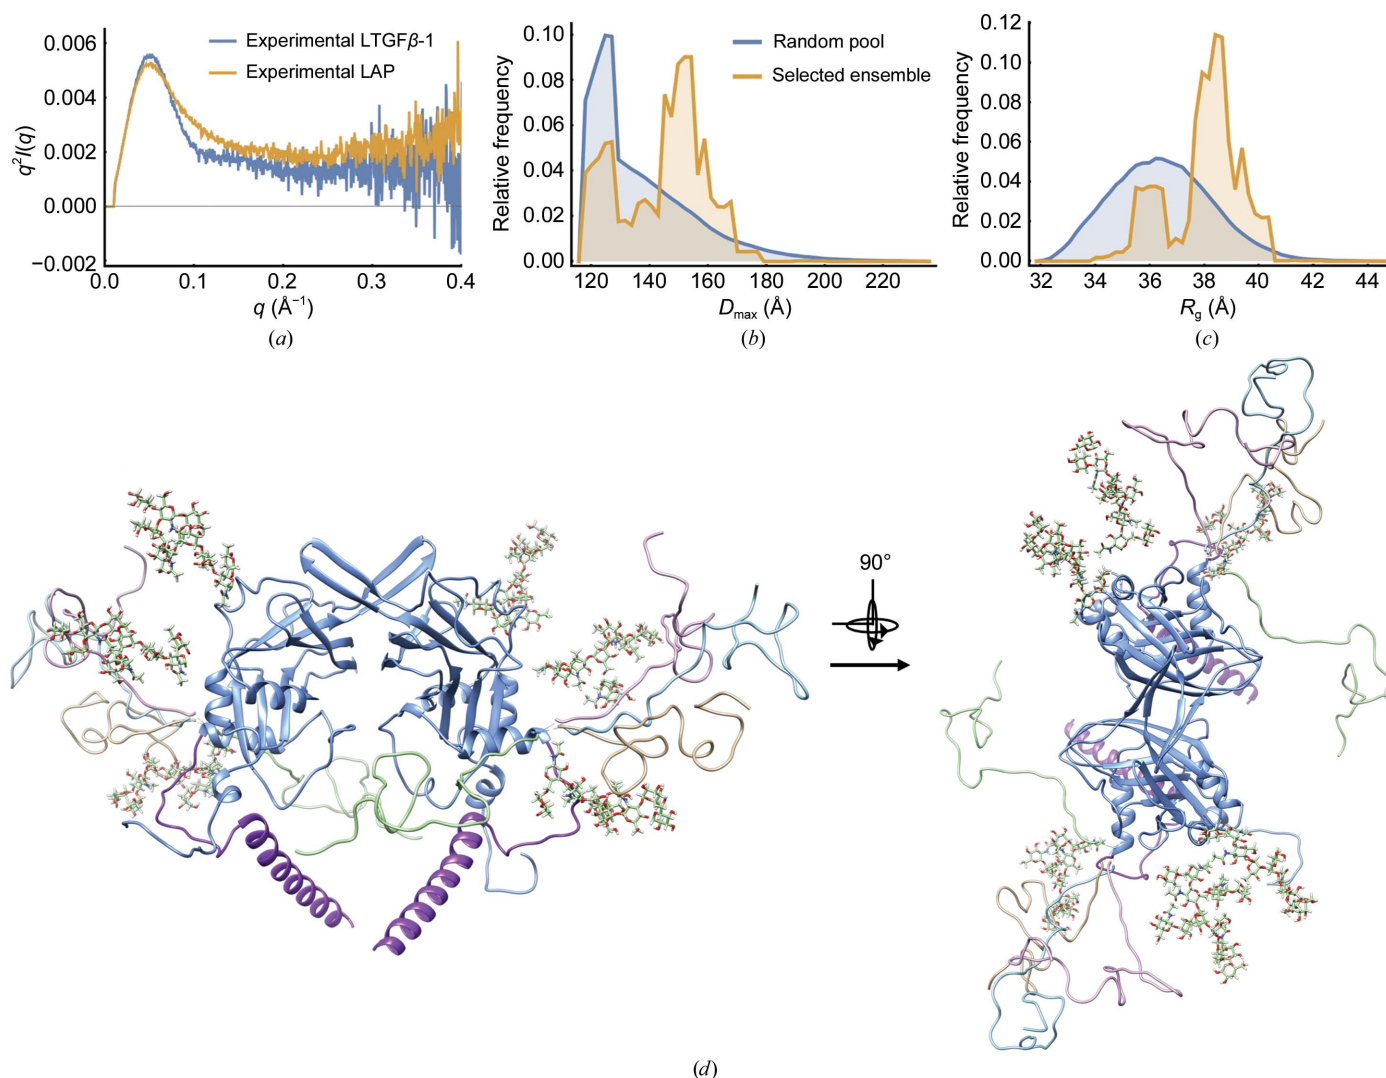 0.006
0.004
0.002
0.000
−0.002
q²I(q)
Experimental LTGFβ-1
Experimental LAP
0.0 0.1 0.2 0.3 0.4
q (Å⁻¹)
(a)
0.10
0.08
0.06
0.04
0.02
0.00
Relative frequency
Random pool
Selected ensemble
120 140 160 180 200 220
Dmax (Å)
(b)
0.12
0.10
0.08
0.06
0.04
0.02
0.00
Relative frequency
32 34 36 38 40 42 44
Rg (Å)
(c)
90°
(d)